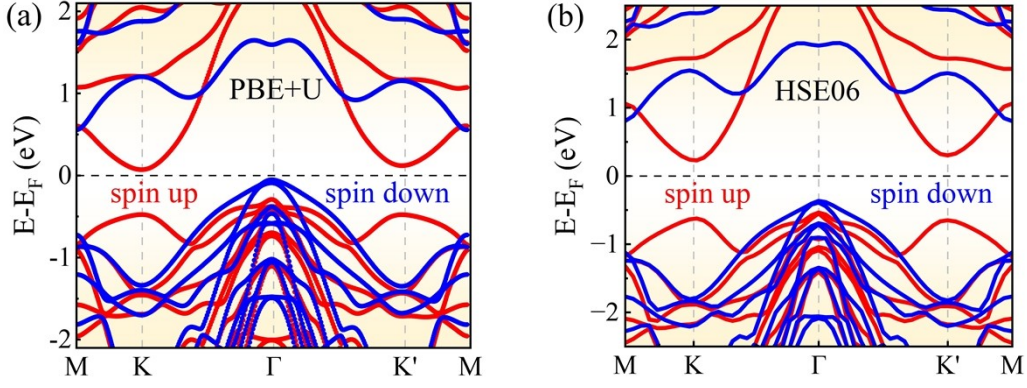 (a)
E-E_F (eV)
2
1
0
-1
-2
PBE+U
spin up
spin down
M K Γ K' M
(b)
E-E_F (eV)
2
0
−1
−2
HSE06
spin up
spin down
M K Γ K' M